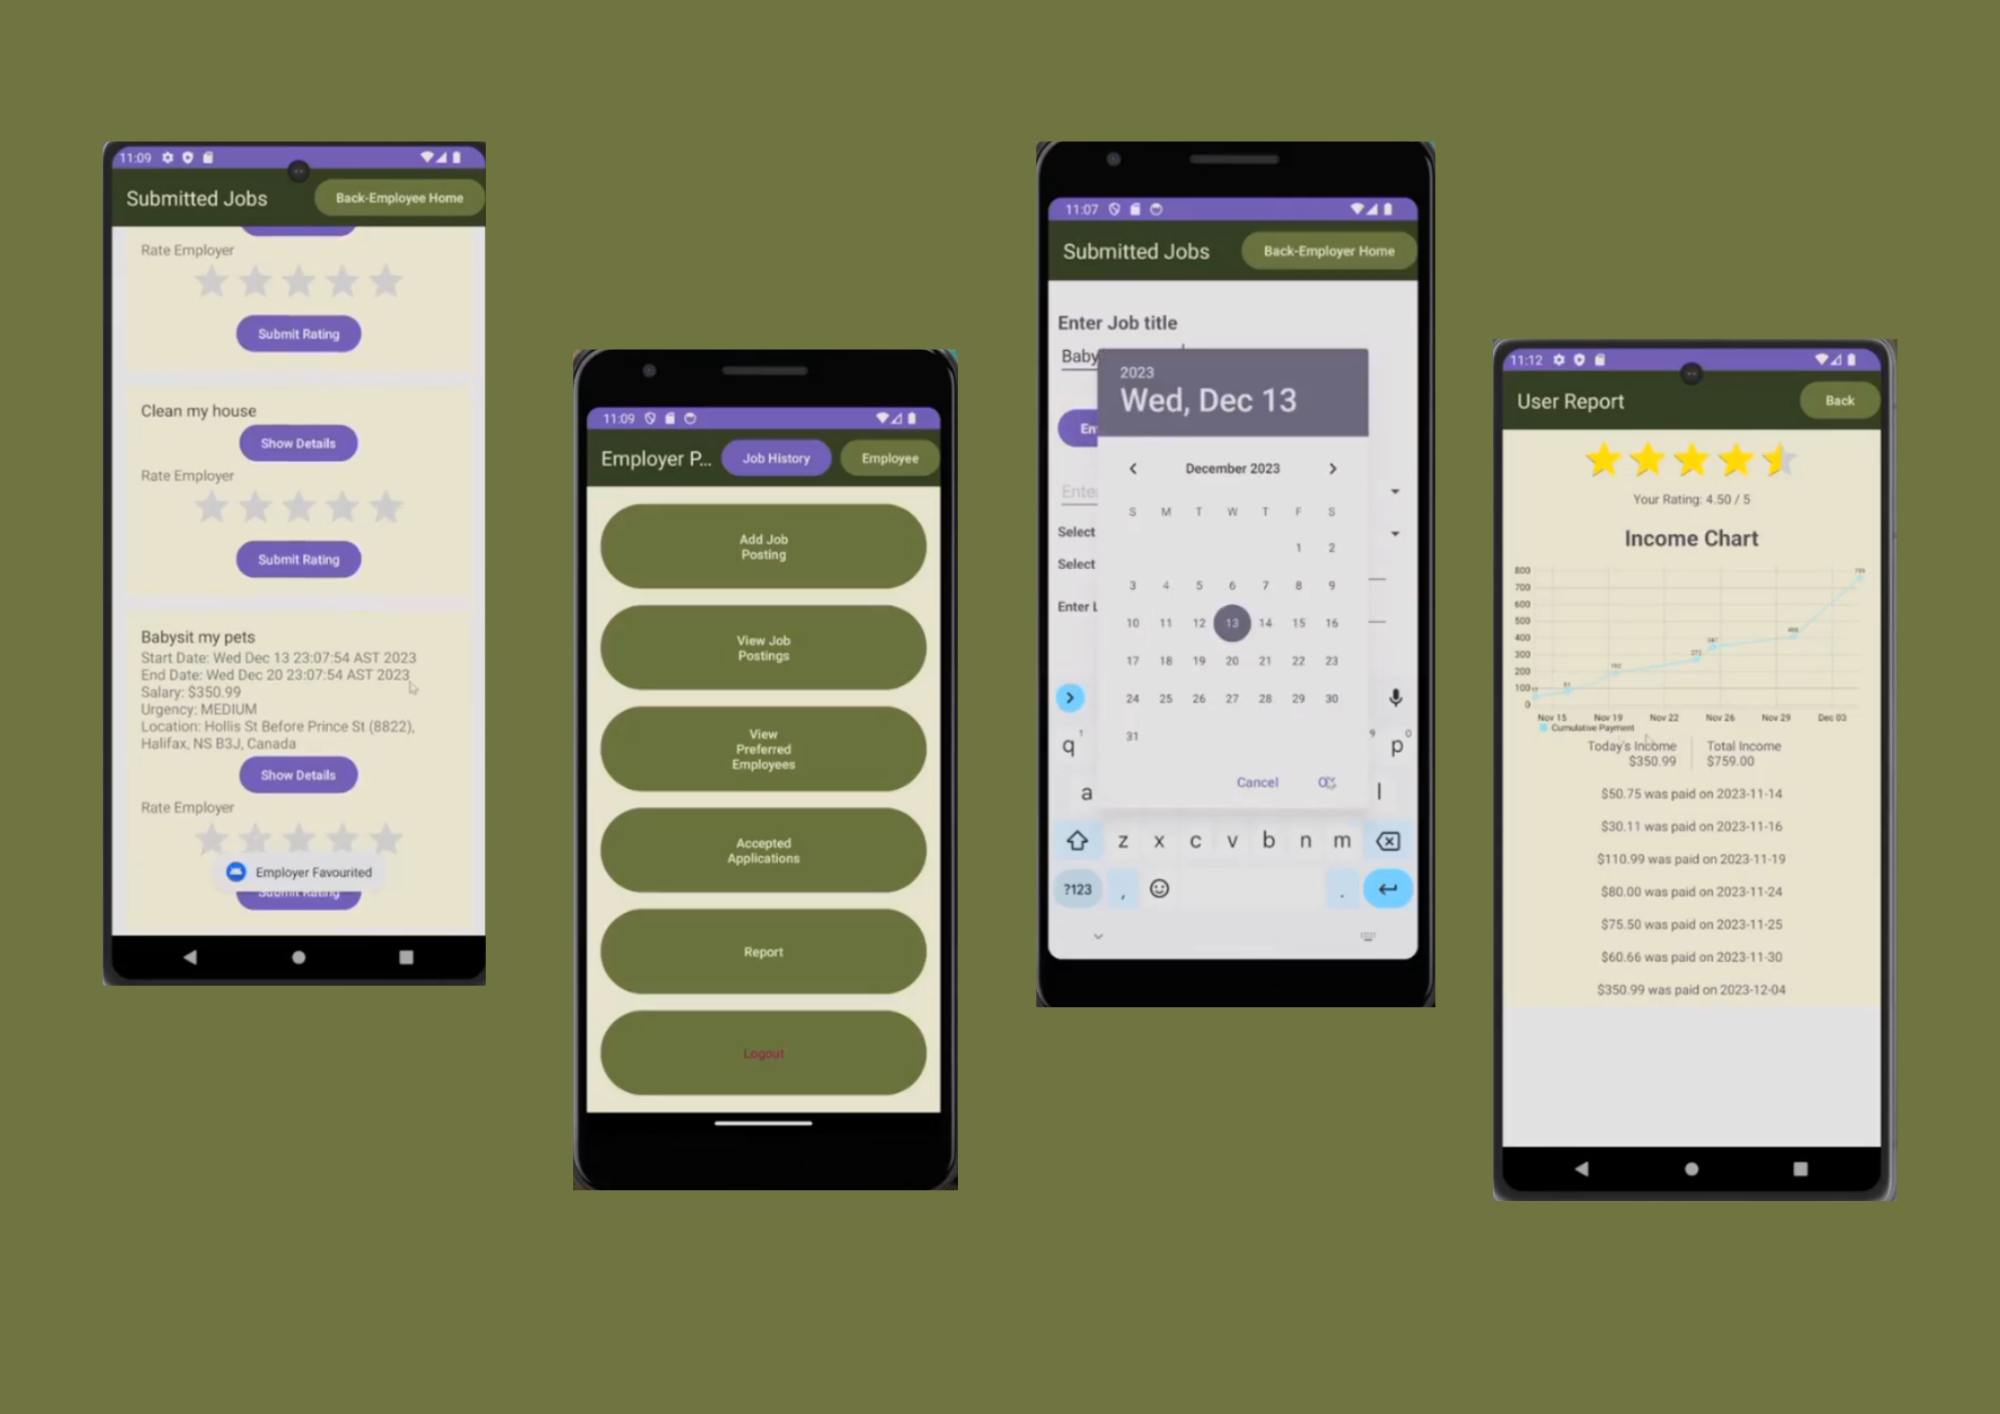 11:09
Submitted Jobs
Back-Employee Home
Rate Employer
Submit Rating
Clean my house
Show Details
Rate Employer
Submit Rating
Babysit my pets
Start Date: Wed Dec 13 23:07:54 AST 2023
End Date: Wed Dec 20 23:07:54 AST 2023
Salary: $350.99
Urgency: MEDIUM
Location: Hollis St Before Prince St (8822),
Halifax, NS B3J, Canada
Show Details
Rate Employer
Employer Favourited
Submit Rating
11:09
Employer P...
Job History
Employee
Add Job
Posting
View Job
Postings
View
Preferred
Employees
Accepted
Applications
Report
Logout
11:07
Submitted Jobs
Back-Employer Home
Enter Job title
Baby
2023
Wed, Dec 13
En
December 2023
Ente
S M T W T F S
Select
1 2
Select
3 4 5 6 7 8 9
Enter L
10 11 12 13 14 15 16
17 18 19 20 21 22 23
24 25 26 27 28 29 30
31
q 1 9 p 0
Cancel
a l
z x c v b n m
?123 , .
11:12
User Report
Back
Your Rating: 4.50 / 5
Income Chart
800
700
600
500
400
300
200
100
0
Nov 15 Nov 19 Nov 22 Nov 26 Nov 29 Dec 03
Cumulative Payment
Today's Income Total Income
$350.99 $759.00
$50.75 was paid on 2023-11-14
$30.11 was paid on 2023-11-16
$110.99 was paid on 2023-11-19
$80.00 was paid on 2023-11-24
$75.50 was paid on 2023-11-25
$60.66 was paid on 2023-11-30
$350.99 was paid on 2023-12-04